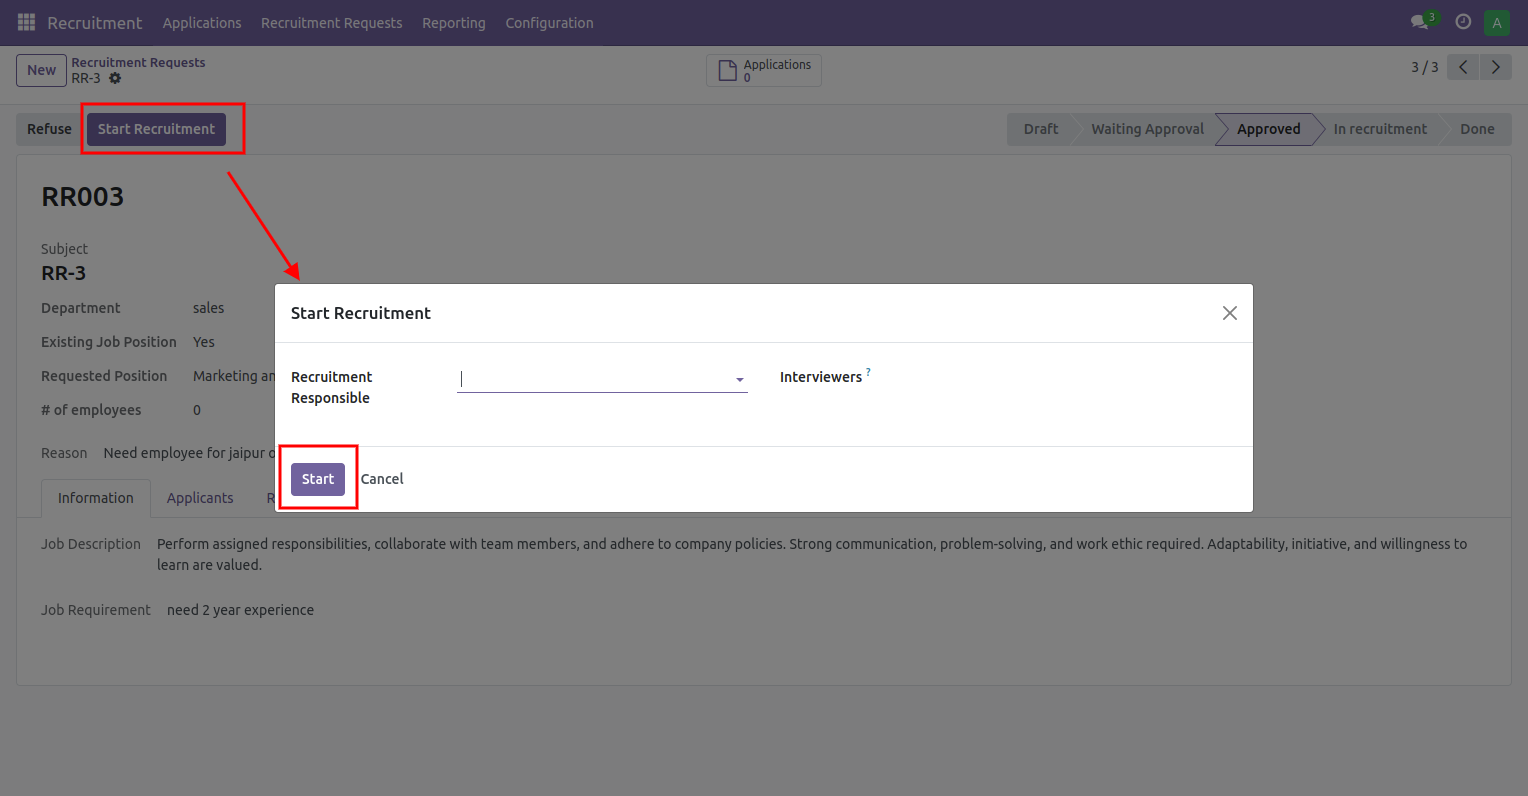 Recruitment Applications Recruitment Requests Reporting Configuration 3 A
New Recruitment Requests
RR-3
Applications
0
3 / 3
Refuse Start Recruitment Draft Waiting Approval Approved In recruitment Done
RR003
Subject
RR-3
Department sales
Existing Job Position Yes
Requested Position Marketing an
# of employees 0
Reason Need employee for jaipur o
Start Recruitment
Recruitment
Responsible
Interviewers ?
Start Cancel
Information Applicants R
Job Description Perform assigned responsibilities, collaborate with team members, and adhere to company policies. Strong communication, problem-solving, and work ethic required. Adaptability, initiative, and willingness to
learn are valued.
Job Requirement need 2 year experience